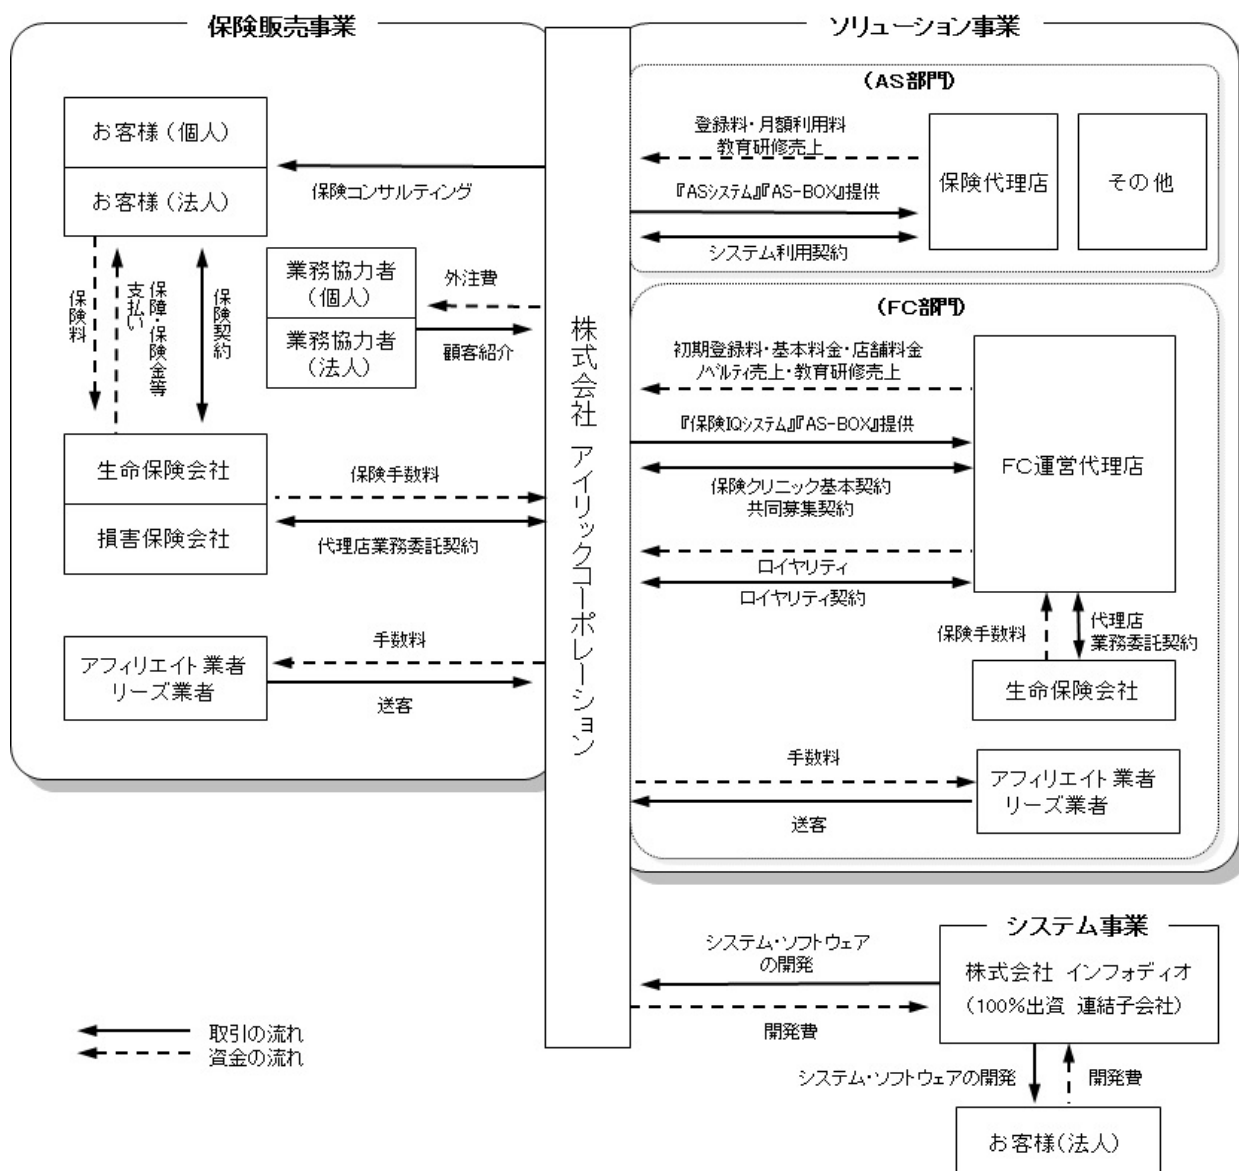 保険販売事業
お客様（個人）
お客様（法人）
保険コンサルティング
保険料
保障・保険金等
支払い
保険契約
業務協力者
（個人）
業務協力者
（法人）
外注費
顧客紹介
生命保険会社
損害保険会社
保険手数料
代理店業務委託契約
アフィリエイト業者
リーズ業者
手数料
送客
株式会社 アイリックコーポレーション
ソリューション事業
（AS部門）
登録料・月額利用料
教育研修売上
『ASシステム』『AS-BOX』提供
システム利用契約
保険代理店
その他
（FC部門）
初期登録料・基本料金・店舗料金
ノベルティ売上・教育研修売上
『保険IQシステム』『AS-BOX』提供
保険クリニック基本契約
共同募集契約
ロイヤリティ
ロイヤリティ契約
FC運営代理店
保険手数料
代理店
業務委託契約
生命保険会社
手数料
送客
アフィリエイト業者
リーズ業者
システム事業
株式会社 インフォディオ
（100%出資 連結子会社）
システム・ソフトウェア
の開発
開発費
システム・ソフトウェアの開発
開発費
お客様（法人）
取引の流れ
資金の流れ